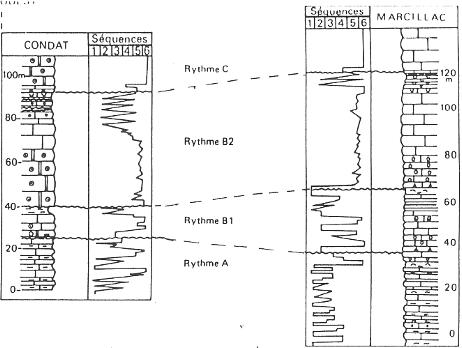 CONDAT
Séquences
1 2 3 4 5 6
100m
80
60
40
20
0
Rythme C
Rythme B2
Rythme B1
Rythme A
Séquences
1 2 3 4 5 6
MARCILLAC
120
m
100
80
60
40
20
0